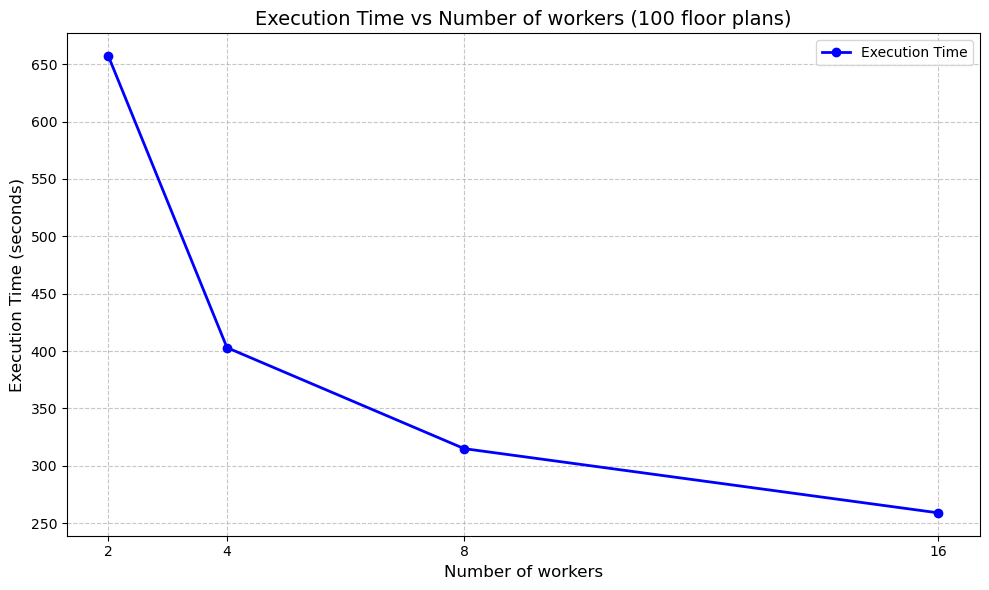 Execution Time vs Number of workers (100 floor plans)
Execution Time
650
600
550
500
450
400
350
300
250
Execution Time (seconds)
2 4 8 16
Number of workers